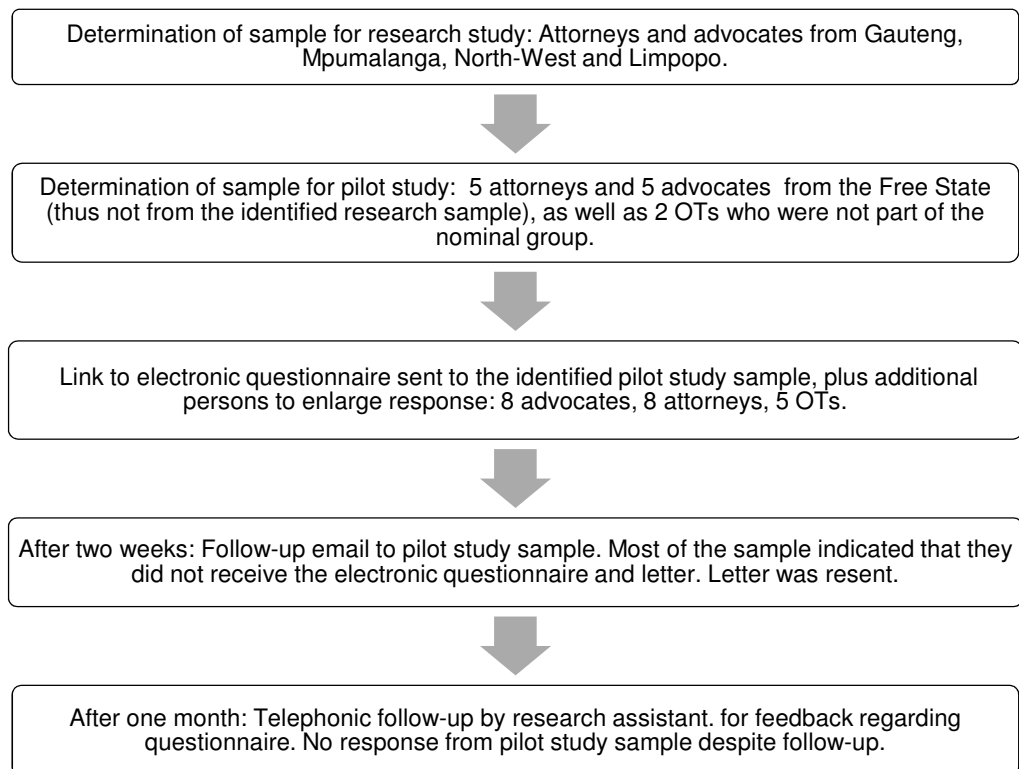 Determination of sample for research study: Attorneys and advocates from Gauteng,
Mpumalanga, North-West and Limpopo.
Determination of sample for pilot study:  5 attorneys and 5 advocates  from the Free State
(thus not from the identified research sample), as well as 2 OTs who were not part of the
nominal group.
Link to electronic questionnaire sent to the identified pilot study sample, plus additional
persons to enlarge response: 8 advocates, 8 attorneys, 5 OTs.
After two weeks: Follow-up email to pilot study sample. Most of the sample indicated that they
did not receive the electronic questionnaire and letter. Letter was resent.
After one month: Telephonic follow-up by research assistant. for feedback regarding
questionnaire. No response from pilot study sample despite follow-up.